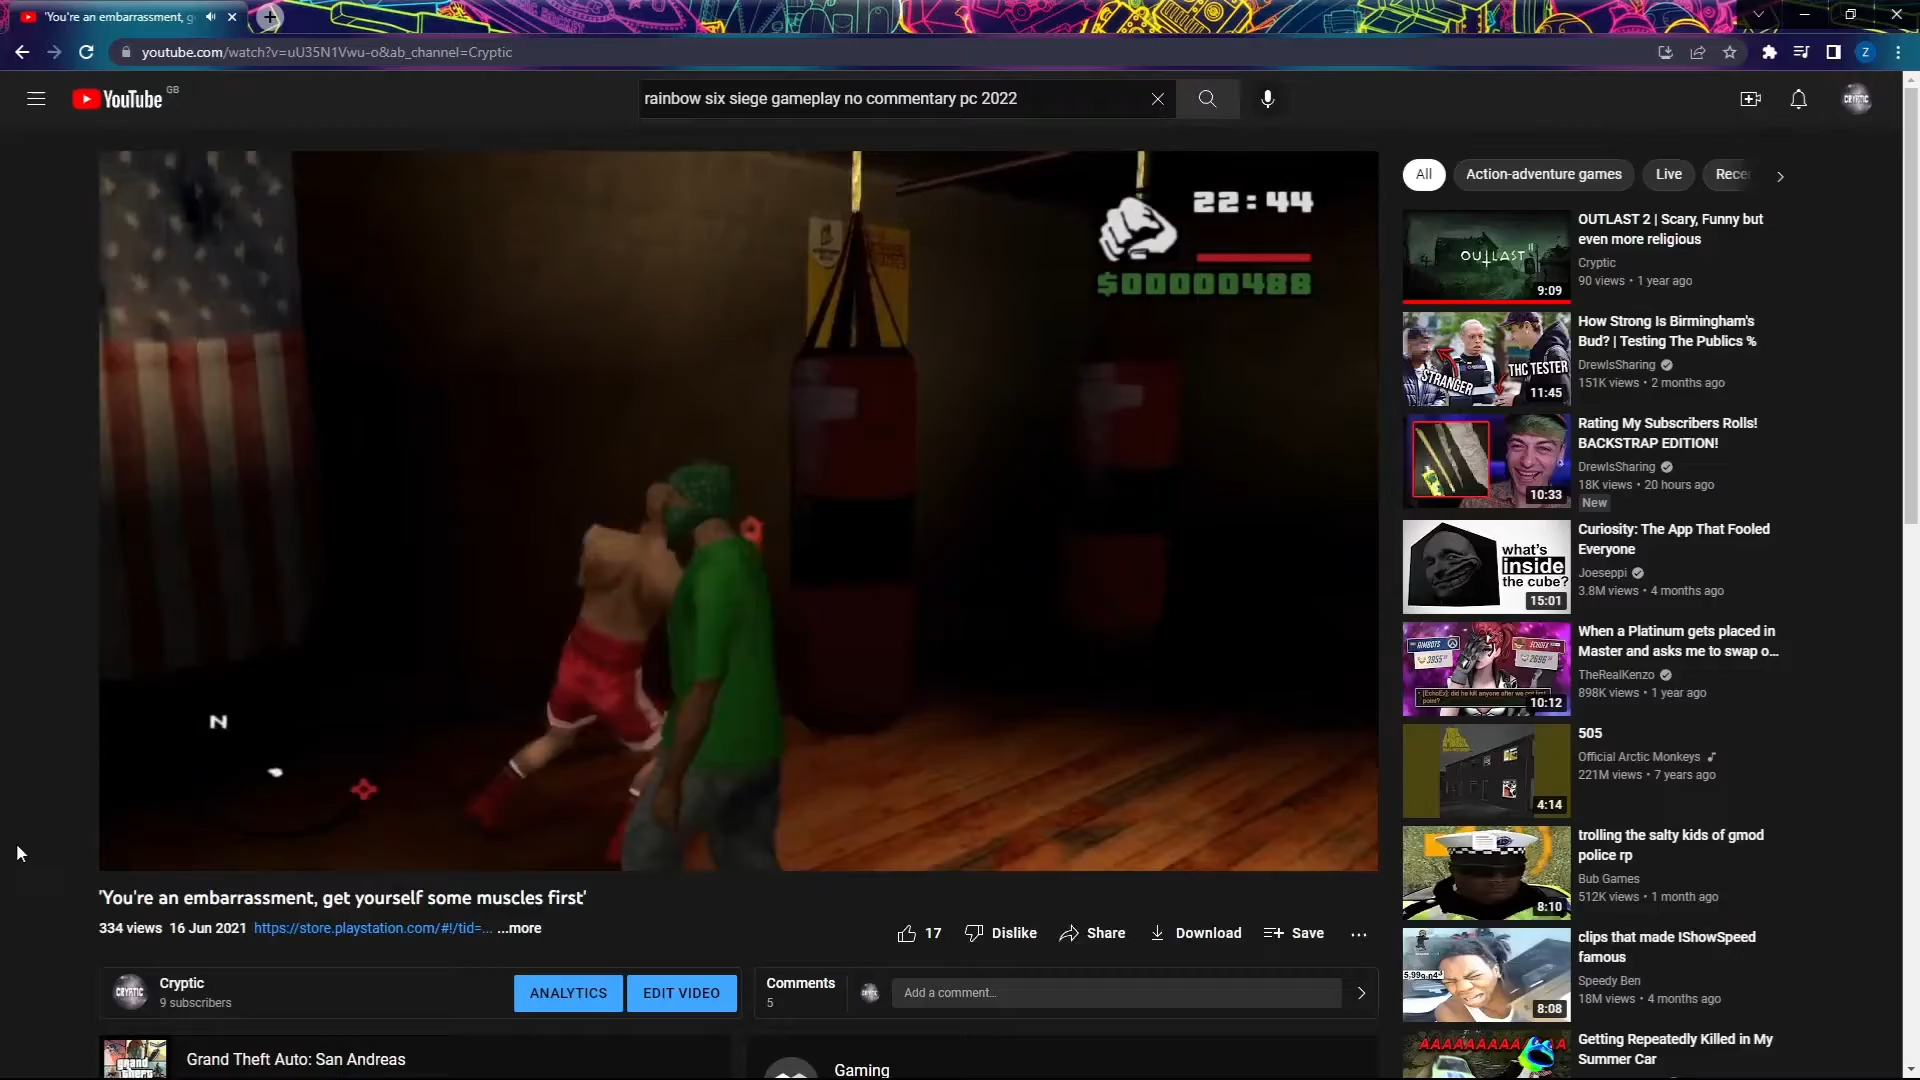 'You're an embarrassment, g
youtube.com/watch?v=uU35N1Vwu-o&ab_channel=Cryptic
Z
YouTube GB
rainbow six siege gameplay no commentary pc 2022
CRYPTIC
22:44
$00000488
N
'You're an embarrassment, get yourself some muscles first'
334 views 16 Jun 2021 https://store.playstation.com/#!/tid=... ...more
17 Dislike Share Download Save
CRYPTIC
Cryptic
9 subscribers
ANALYTICS EDIT VIDEO
Comments
5
Add a comment...
Grand Theft Auto: San Andreas
Gaming
All Action-adventure games Live Rece
OUTLAST
9:09
OUTLAST 2 | Scary, Funny but
even more religious
Cryptic
90 views • 1 year ago
STRANGER
THC TESTER
11:45
How Strong Is Birmingham's
Bud? | Testing The Publics %
DrewIsSharing
151K views • 2 months ago
10:33
Rating My Subscribers Rolls!
BACKSTRAP EDITION!
DrewIsSharing
18K views • 20 hours ago
New
what's
inside
the cube?
15:01
Curiosity: The App That Fooled
Everyone
Joeseppi
3.8M views • 4 months ago
10:12
When a Platinum gets placed in
Master and asks me to swap o...
TheRealKenzo
898K views • 1 year ago
4:14
505
Official Arctic Monkeys
221M views • 7 years ago
8:10
trolling the salty kids of gmod
police rp
Bub Games
512K views • 1 month ago
8:08
clips that made IShowSpeed
famous
Speedy Ben
18M views • 4 months ago
Getting Repeatedly Killed in My
Summer Car